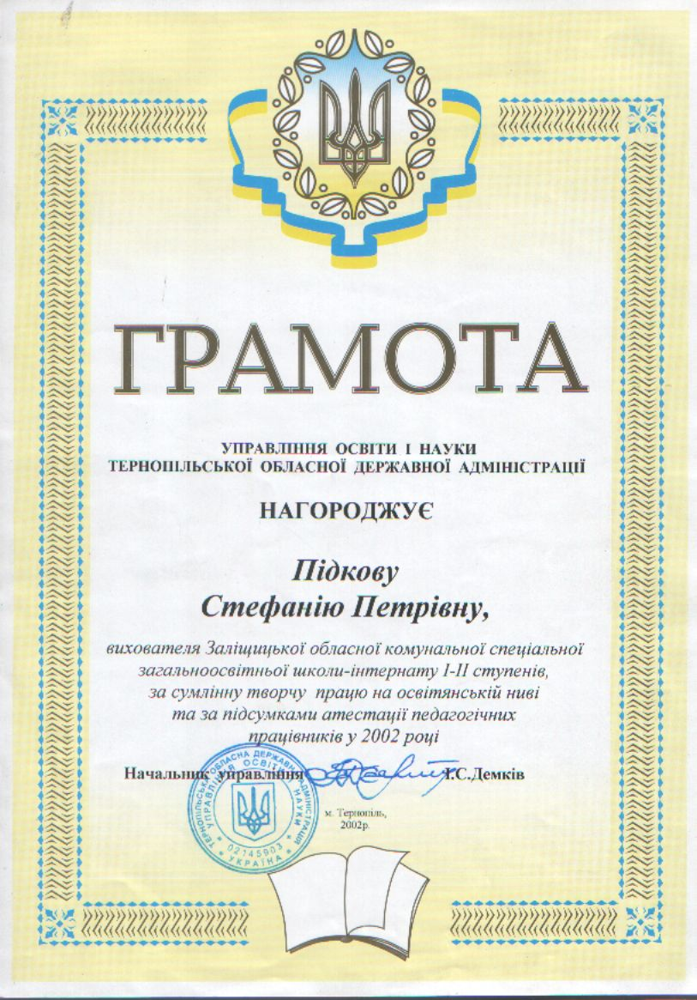 ГРАМОТА
УПРАВЛІННЯ ОСВІТИ І НАУКИ
ТЕРНОПІЛЬСЬКОЇ ОБЛАСНОЇ ДЕРЖАВНОЇ АДМІНІСТРАЦІЇ
НАГОРОДЖУЄ
Підкову
Стефанію Петрівну,
вихователя Заліщицької обласної комунальної спеціальної
загальноосвітньої школи-інтернату І-ІІ ступенів,
за сумлінну творчу працю на освітянській ниві
та за підсумками атестації педагогічних
працівників у 2002 році
Начальник управління І.С.Демків
м. Тернопіль,
2002р.
ТЕРНОПІЛЬСЬКА ОБЛАСНА ДЕРЖАВНА АДМІНІСТРАЦІЯ
УПРАВЛІННЯ ОСВІТИ І НАУКИ
* 02145903 *
* УКРАЇНА *